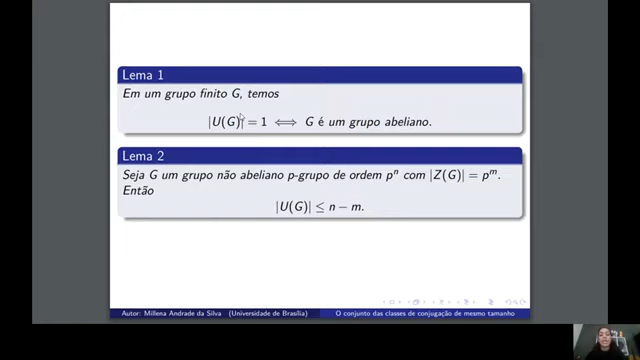 Lema 1
Em um grupo finito G, temos
|U(G)| = 1 ⟺ G é um grupo abeliano.
Lema 2
Seja G um grupo não abeliano p-grupo de ordem pⁿ com |Z(G)| = pᵐ.
Então
|U(G)| ≤ n − m.
Autor: Millena Andrade da Silva (Universidade de Brasília) O conjunto das classes de conjugação de mesmo tamanho